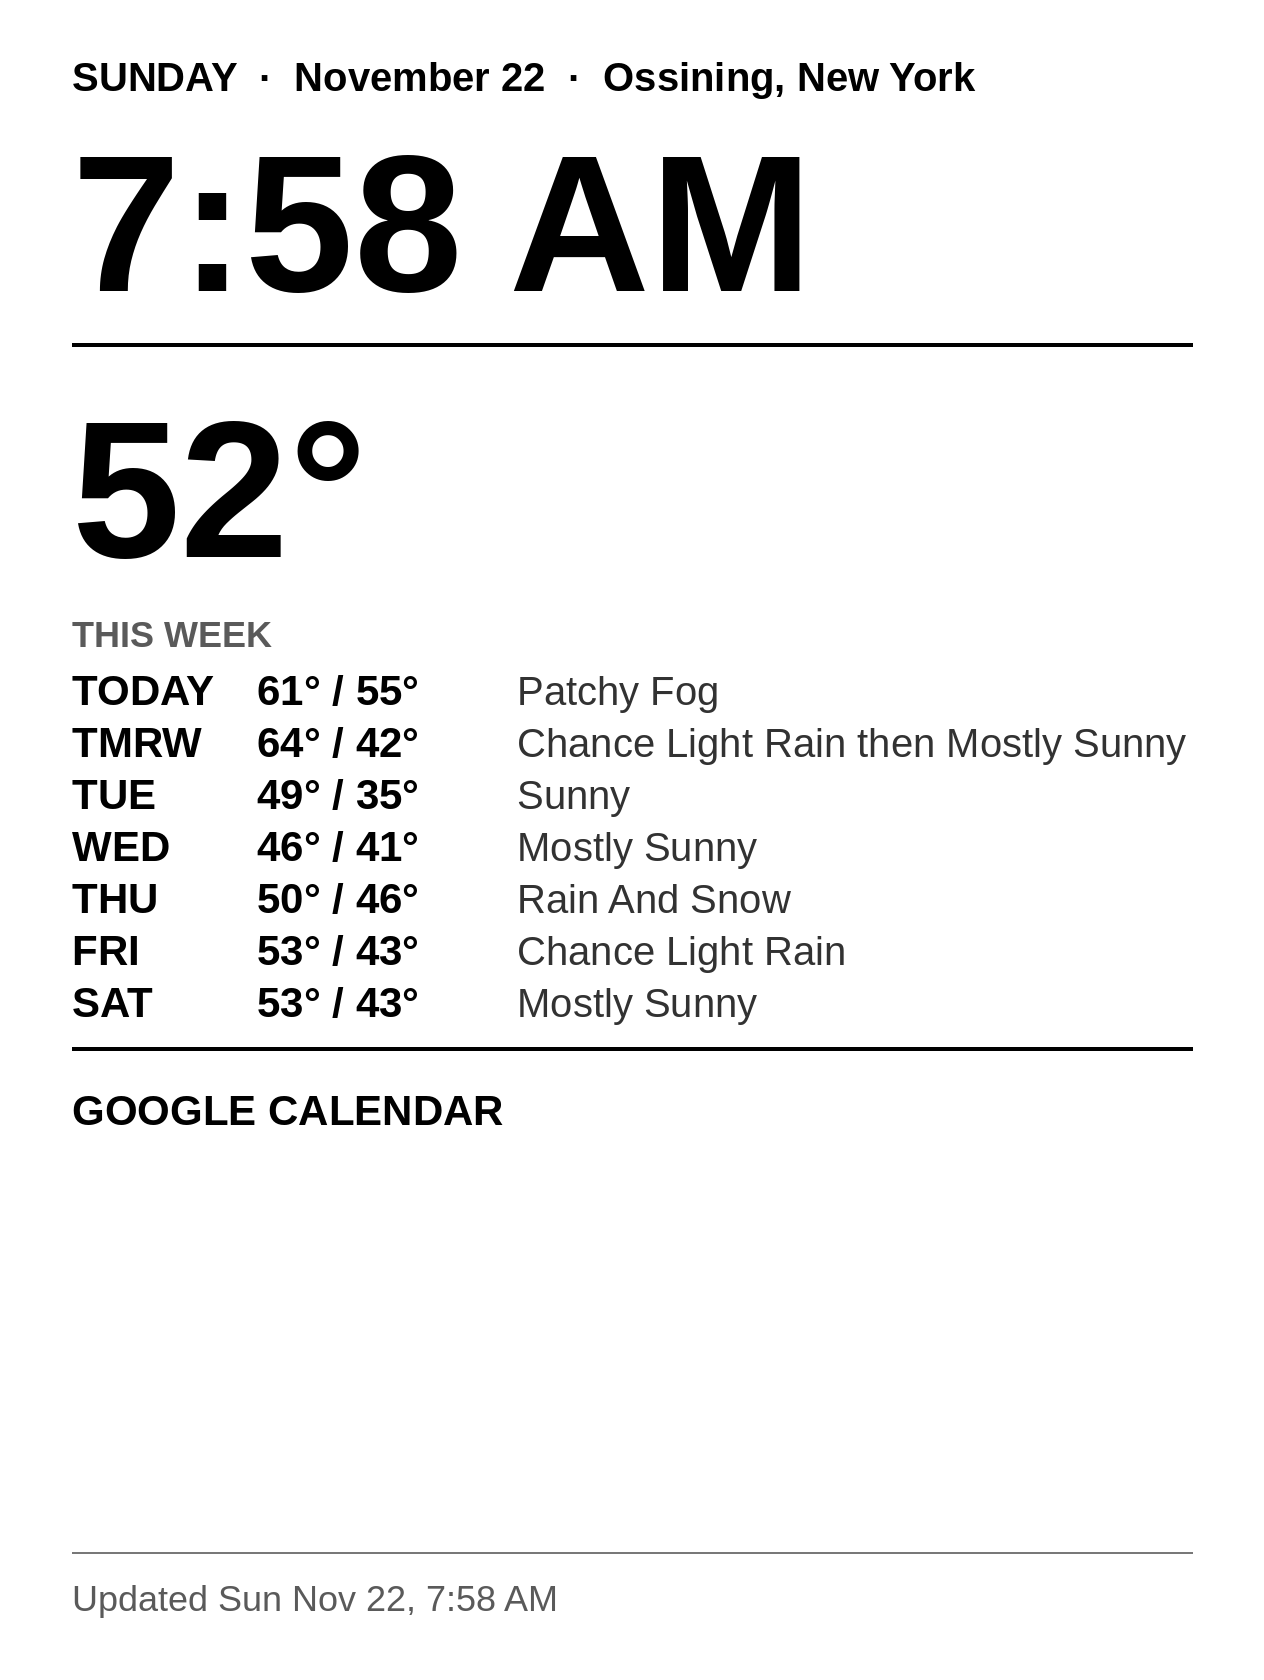 SUNDAY · November 22 · Ossining, New York
7:58 AM
52°
THIS WEEK
TODAY 61° / 55° Patchy Fog
TMRW 64° / 42° Chance Light Rain then Mostly Sunny
TUE 49° / 35° Sunny
WED 46° / 41° Mostly Sunny
THU 50° / 46° Rain And Snow
FRI 53° / 43° Chance Light Rain
SAT 53° / 43° Mostly Sunny
GOOGLE CALENDAR
Updated Sun Nov 22, 7:58 AM